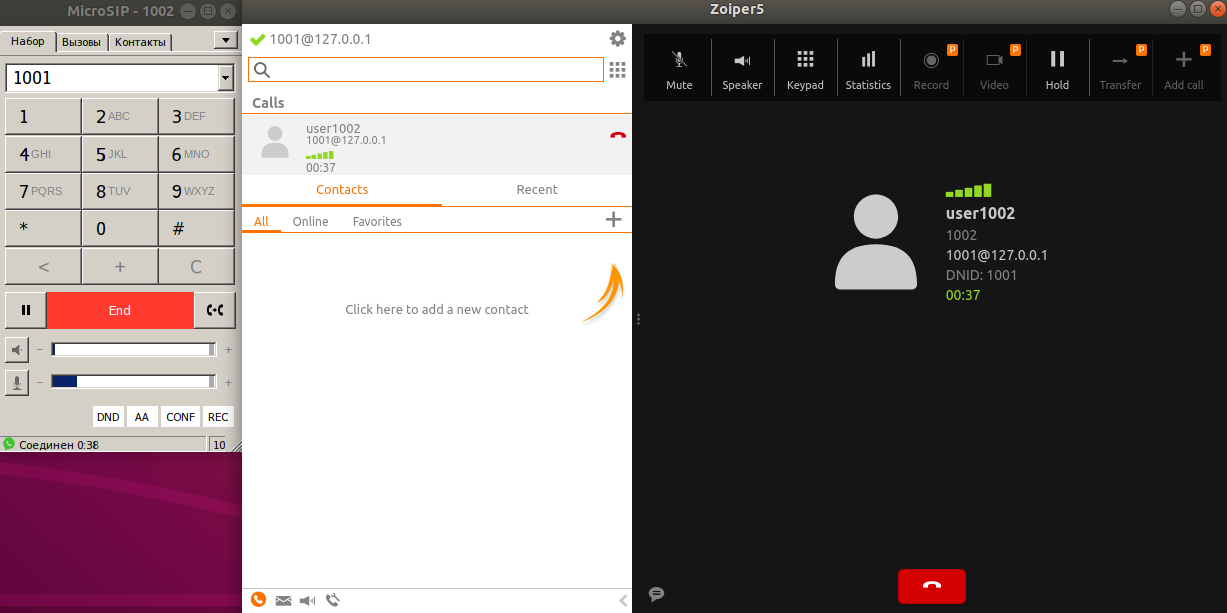 MicroSIP - 1002
Набор Вызовы Контакты
1001
1 2 ABC 3 DEF
4 GHI 5 JKL 6 MNO
7 PQRS 8 TUV 9 WXYZ
* 0 #
< + C
End
- +
- +
DND AA CONF REC
Соединен 0:38 10
Zoiper5
1001@127.0.0.1
Calls
user1002
1001@127.0.0.1
00:37
Contacts Recent
All Online Favorites
Click here to add a new contact
P P P P
Mute Speaker Keypad Statistics Record Video Hold Transfer Add call
user1002
1002
1001@127.0.0.1
DNID: 1001
00:37